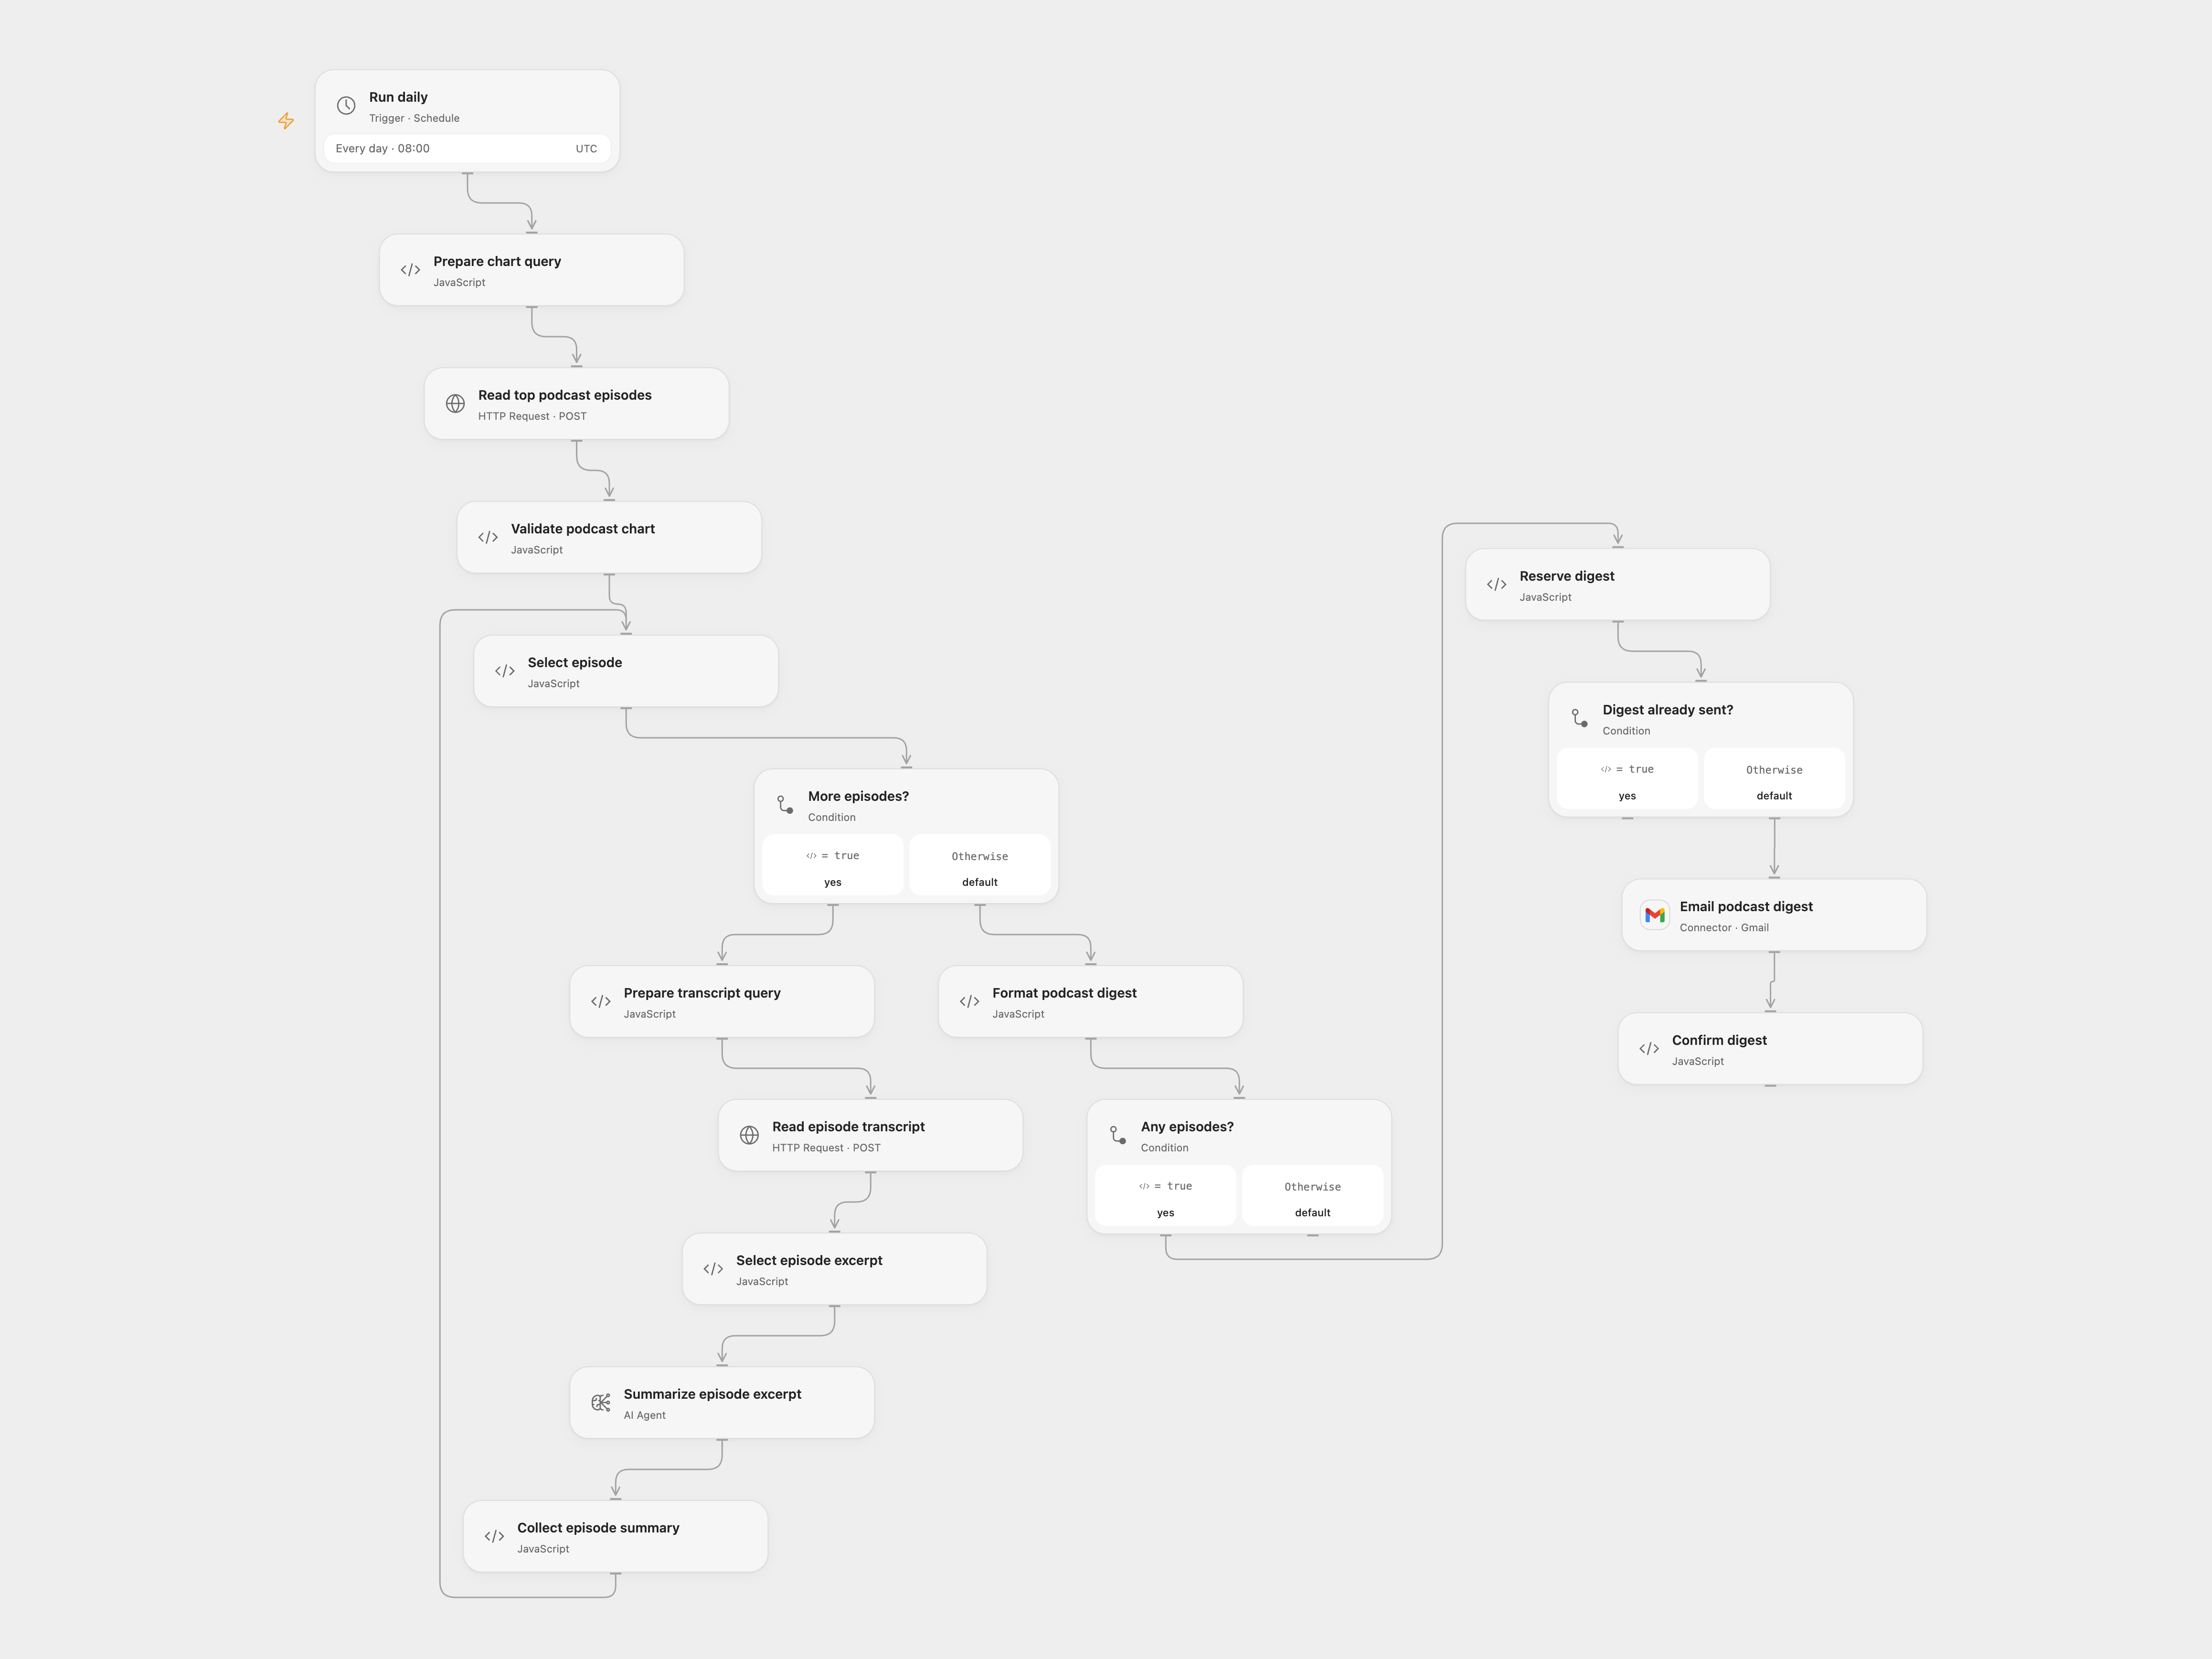 Run daily
Trigger · Schedule
Every day · 08:00
UTC
Prepare chart query
JavaScript
Read top podcast episodes
HTTP Request · POST
Validate podcast chart
JavaScript
Select episode
JavaScript
More episodes?
Condition
</> = true
yes
Otherwise
default
Prepare transcript query
JavaScript
Format podcast digest
JavaScript
Read episode transcript
HTTP Request · POST
Any episodes?
Condition
</> = true
yes
Otherwise
default
Select episode excerpt
JavaScript
Summarize episode excerpt
AI Agent
Collect episode summary
JavaScript
Reserve digest
JavaScript
Digest already sent?
Condition
</> = true
yes
Otherwise
default
Email podcast digest
Connector · Gmail
Confirm digest
JavaScript